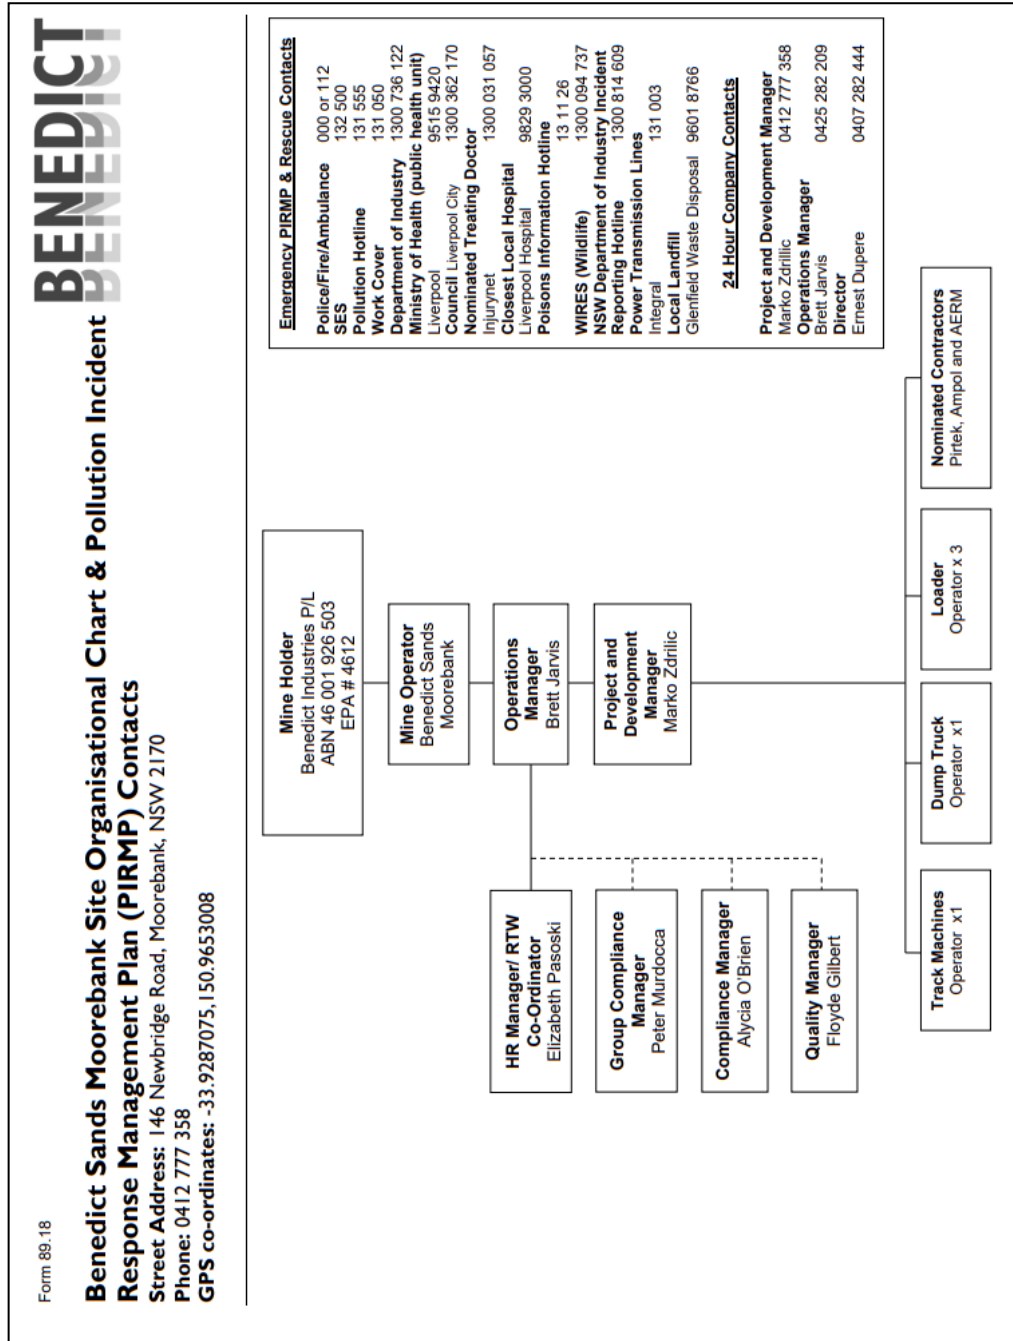 Form 89.18
BENEDICT
Benedict Sands Moorebank Site Organisational Chart & Pollution Incident
Response Management Plan (PIRMP) Contacts
Street Address: 146 Newbridge Road, Moorebank, NSW 2170
Phone: 0412 777 358
GPS co-ordinates: -33.9287075,150.9653008
Mine Holder
Benedict Industries P/L
ABN 46 001 926 503
EPA # 4612
Mine Operator
Benedict Sands
Moorebank
Operations
Manager
Brett Jarvis
Project and
Development
Manager
Marko Zdrilic
HR Manager/ RTW
Co-Ordinator
Elizabeth Pasoski
Group Compliance
Manager
Peter Murdocca
Compliance Manager
Alycia O'Brien
Quality Manager
Floyde Gilbert
Track Machines
Operator x1
Dump Truck
Operator x1
Loader
Operator x 3
Nominated Contractors
Pirtek, Ampol and AERM
Emergency PIRMP & Rescue Contacts
Police/Fire/Ambulance 000 or 112
SES 132 500
Pollution Hotline 131 555
Work Cover 131 050
Department of Industry 1300 736 122
Ministry of Health (public health unit)
Liverpool 9515 9420
Council Liverpool City 1300 362 170
Nominated Treating Doctor
Injurynet 1300 031 057
Closest Local Hospital
Liverpool Hospital 9829 3000
Poisons Information Hotline
13 11 26
WIRES (Wildlife) 1300 094 737
NSW Department of Industry Incident
Reporting Hotline 1300 814 609
Power Transmission Lines
Integral 131 003
Local Landfill
Glenfield Waste Disposal 9601 8766
24 Hour Company Contacts
Project and Development Manager
Marko Zdrillic 0412 777 358
Operations Manager
Brett Jarvis 0425 282 209
Director
Ernest Dupere 0407 282 444